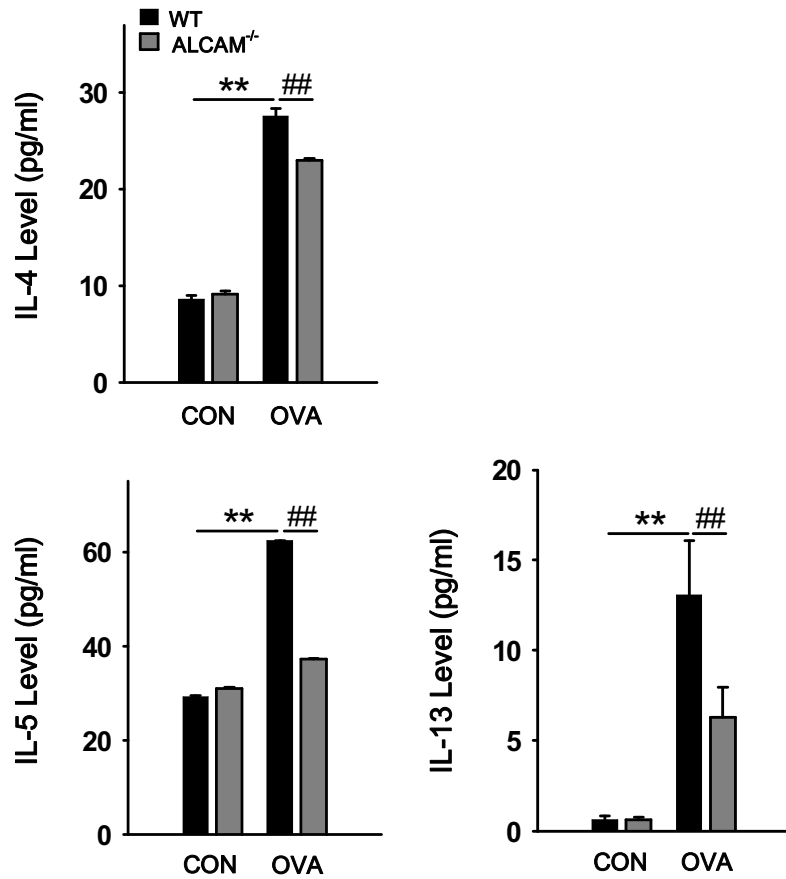 WT
ALCAM-/-
IL-4 Level (pg/ml)
30
20
10
0
** ##
CON OVA
IL-5 Level (pg/ml)
60
40
20
0
** ##
CON OVA
IL-13 Level (pg/ml)
20
15
10
5
0
** ##
CON OVA